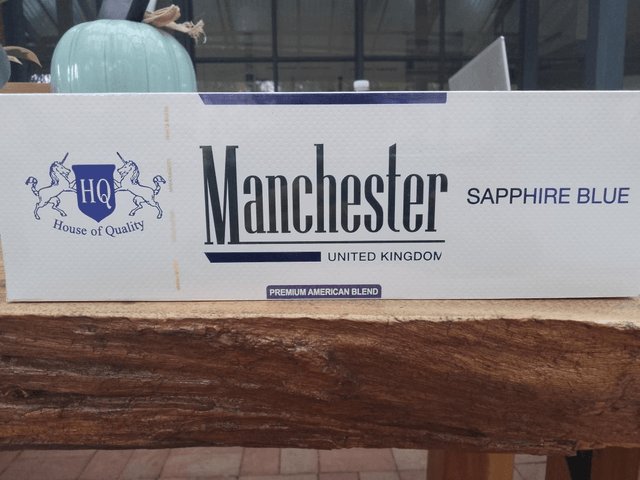 HQ
House of Quality
Manchester
UNITED KINGDOM
PREMIUM AMERICAN BLEND
SAPPHIRE BLUE